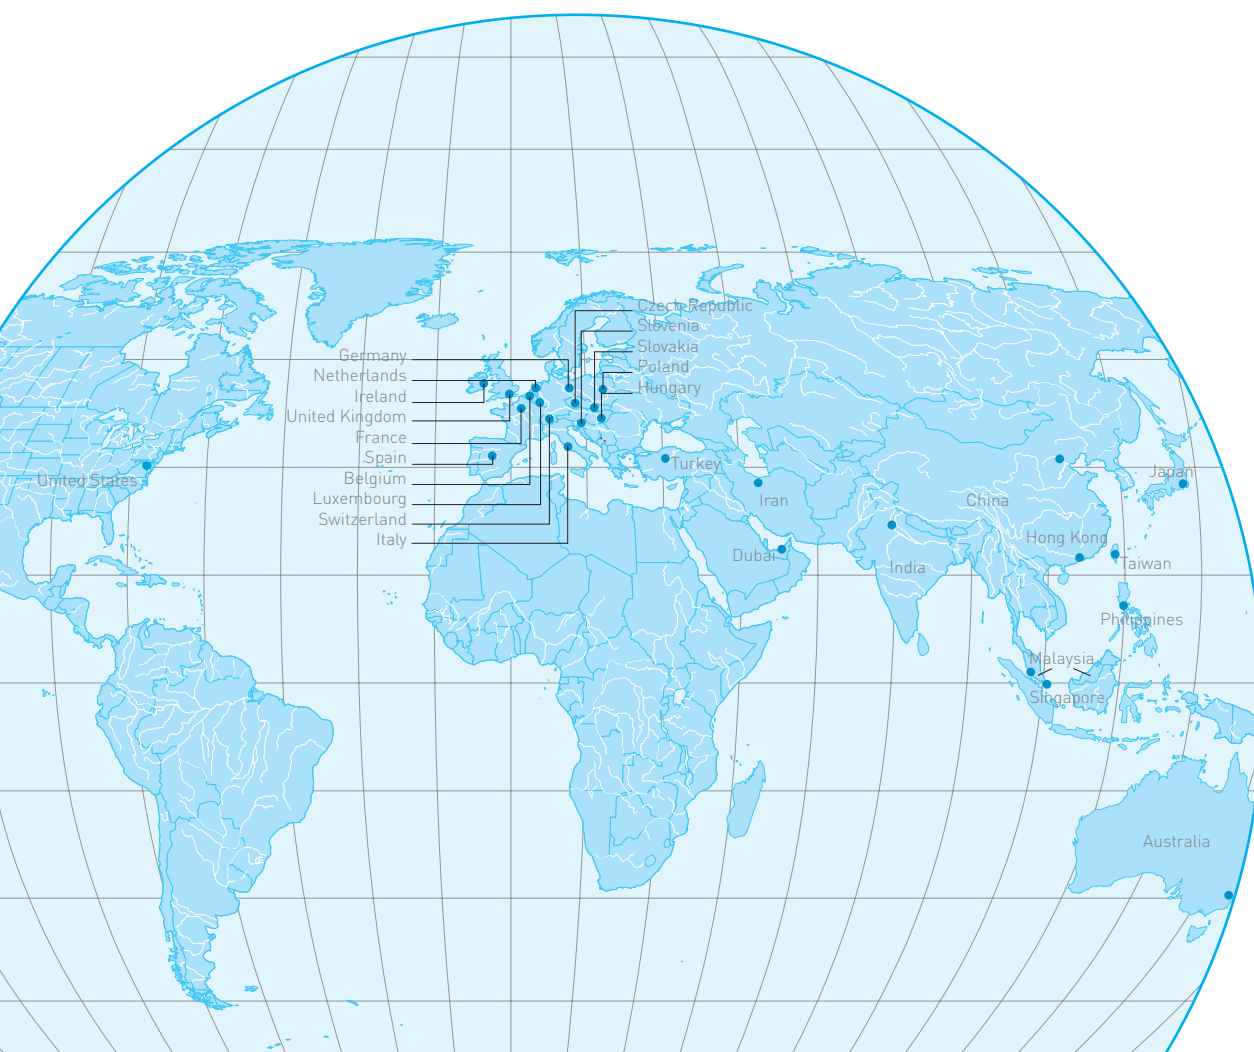 Czech Republic
Slovenia
Slovakia
Poland
Hungary
Germany
Netherlands
Ireland
United Kingdom
France
Spain
Belgium
Luxembourg
Switzerland
Italy
United States
Turkey
Iran
Dubai
India
China
Japan
Hong Kong
Taiwan
Philippines
Malaysia
Singapore
Australia